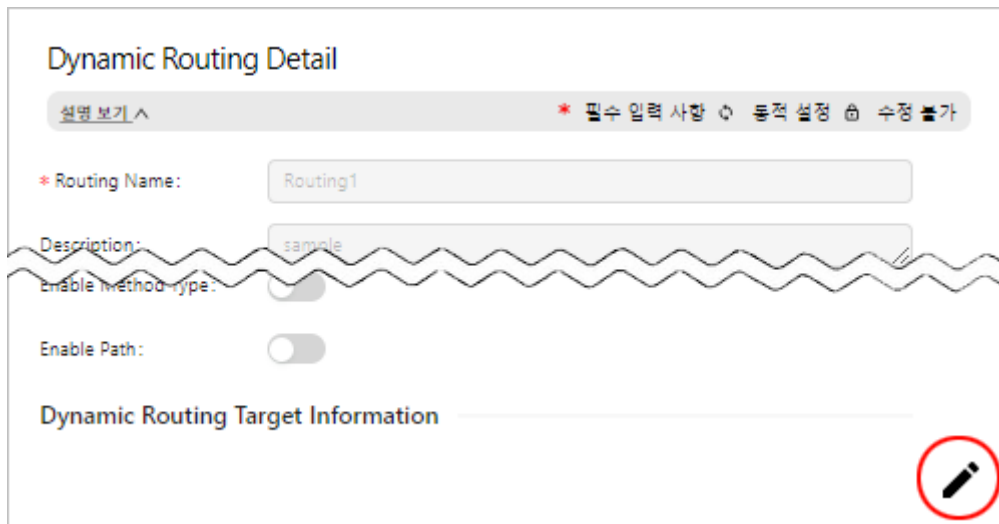 Dynamic Routing Detail
설명 보기 * 필수 입력 사항 동적 설정 수정 불가
* Routing Name: Routing1
Description: sample
Enable Method Type:
Enable Path:
Dynamic Routing Target Information